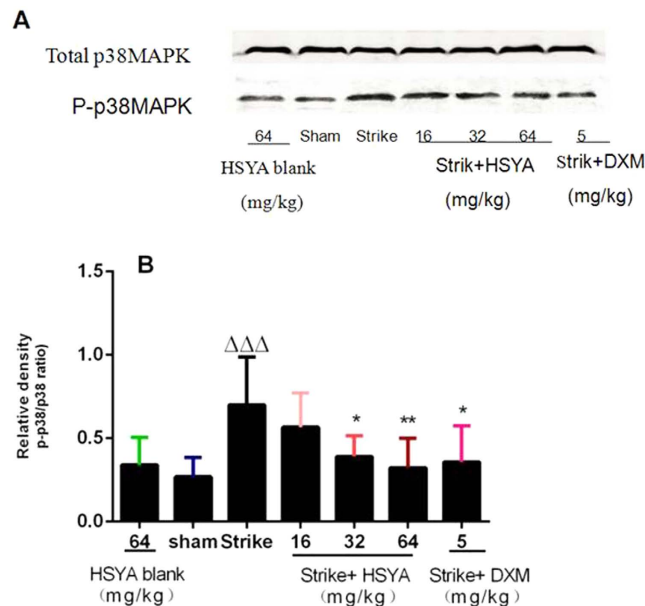 A
Total p38MAPK
P-p38MAPK
64 Sham Strike 16 32 64 5
HSYA blank Strik+HSYA Strik+DXM
(mg/kg) (mg/kg) (mg/kg)
B
Relative density
p-p38/p38 ratio)
1.5
1.0
0.5
0.0
ΔΔΔ
* ** *
64 sham Strike 16 32 64 5
HSYA blank Strike+ HSYA Strike+ DXM
(mg/kg) (mg/kg) (mg/kg)